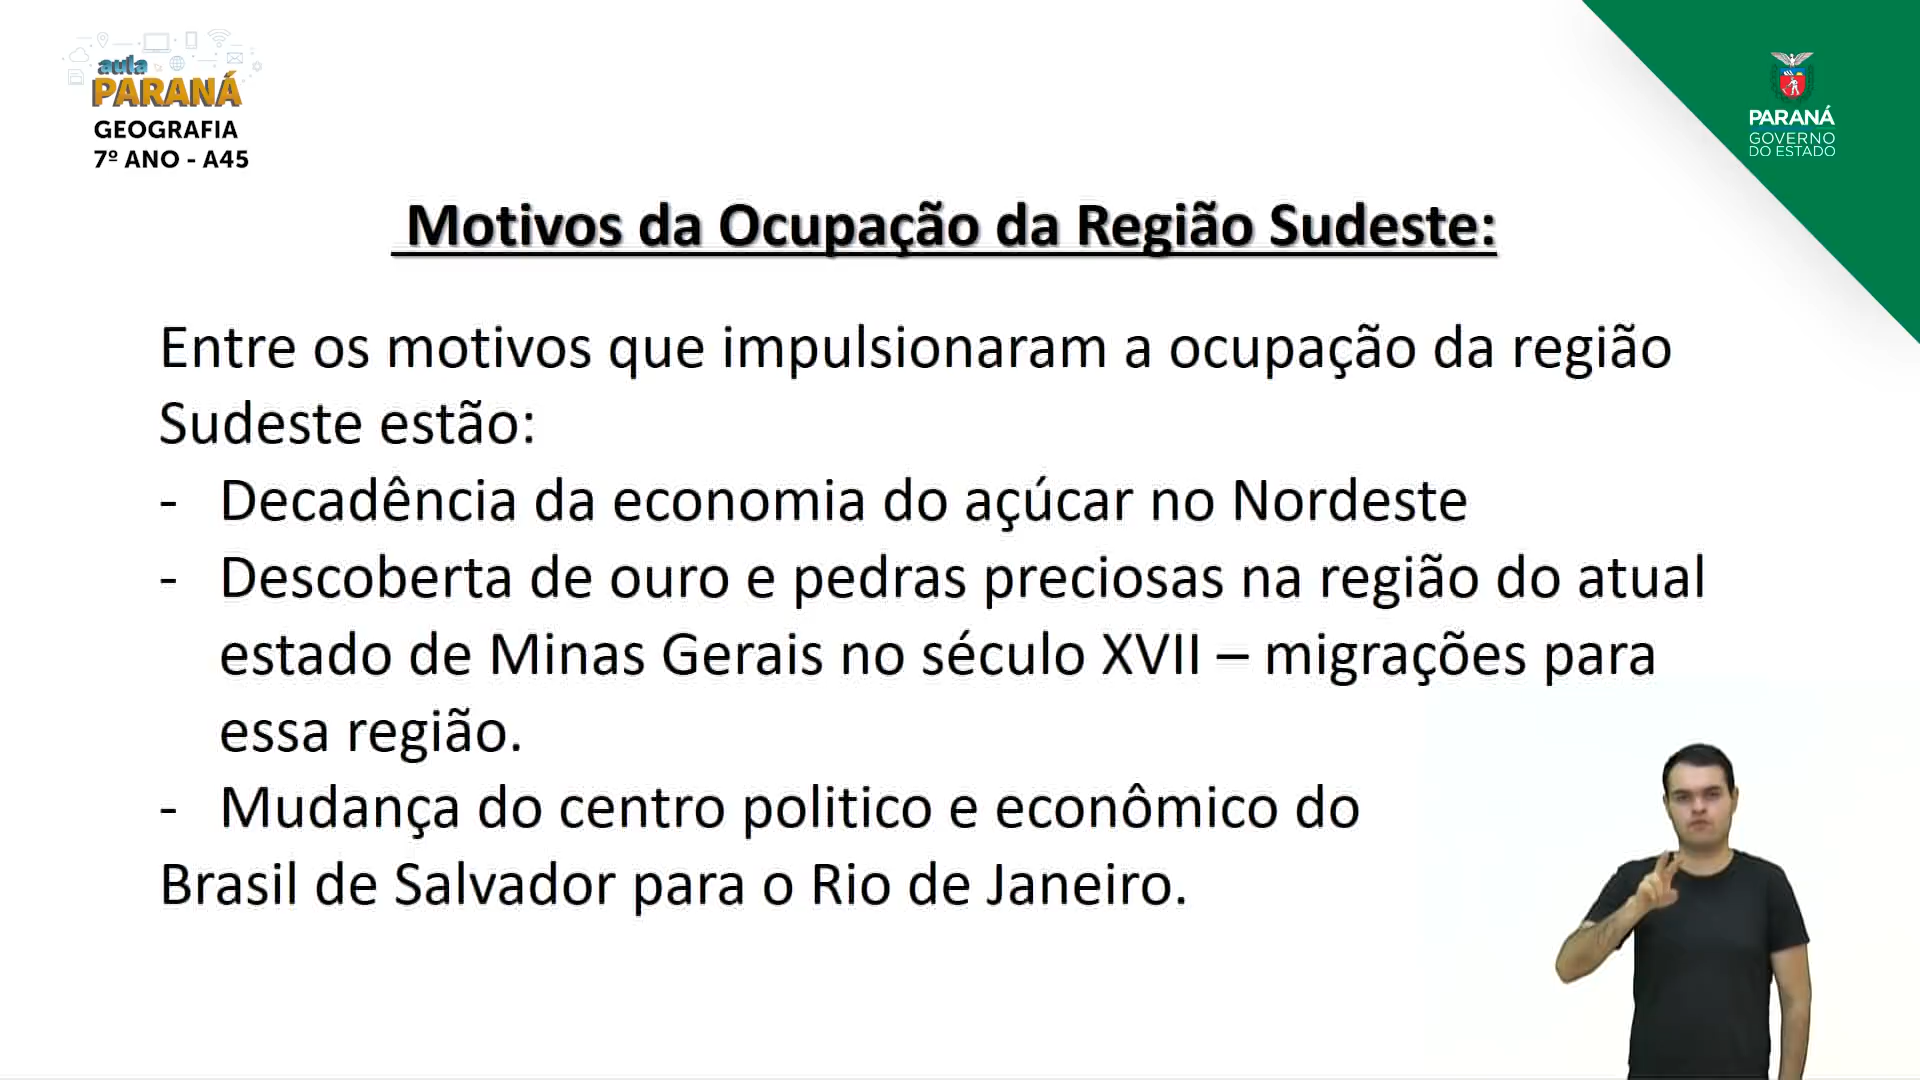 aula
PARANÁ
GEOGRAFIA
7º ANO - A45
PARANÁ
GOVERNO
DO ESTADO
Motivos da Ocupação da Região Sudeste:
Entre os motivos que impulsionaram a ocupação da região
Sudeste estão:
- Decadência da economia do açúcar no Nordeste
- Descoberta de ouro e pedras preciosas na região do atual
estado de Minas Gerais no século XVII – migrações para
essa região.
- Mudança do centro politico e econômico do
Brasil de Salvador para o Rio de Janeiro.